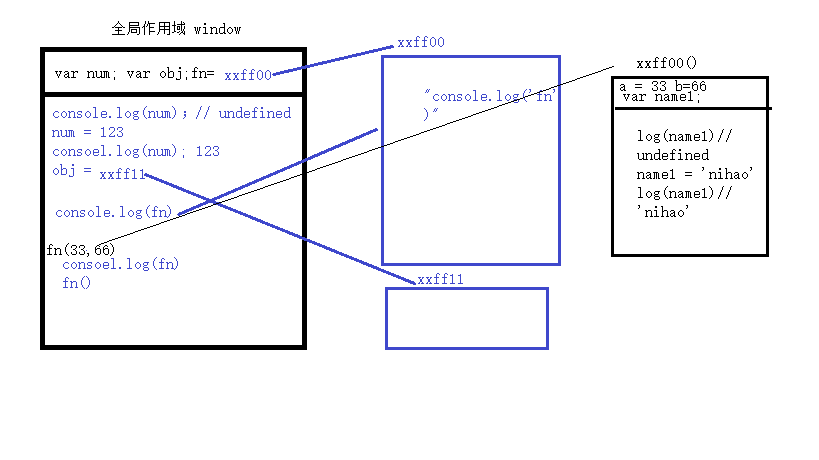 全局作用域 window
var num; var obj;fn= xxff00
console.log(num)；// undefined
num = 123
consoel.log(num); 123
obj = xxff11
console.log(fn)
fn(33,66)
consoel.log(fn)
fn()
xxff00
"console.log('fn'
)"
xxff11
xxff00()
a = 33 b=66
var name1;
log(name1)//
undefined
name1 = 'nihao'
log(name1)//
'nihao'